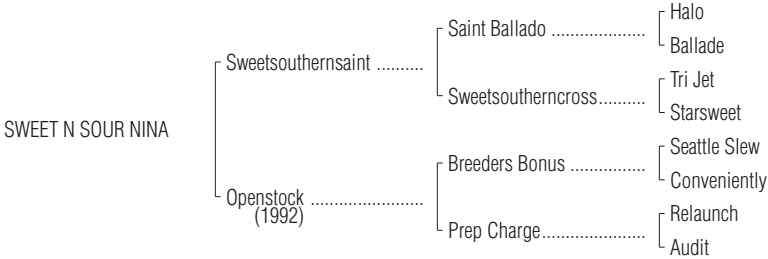 Halo
Saint Ballado ....................
Ballade
Sweetsouthernsaint ..........
Tri Jet
Sweetsoutherncross..........
Starsweet
SWEET N SOUR NINA
Seattle Slew
Breeders Bonus ................
Conveniently
Openstock ........................
(1992)
Relaunch
Prep Charge......................
Audit